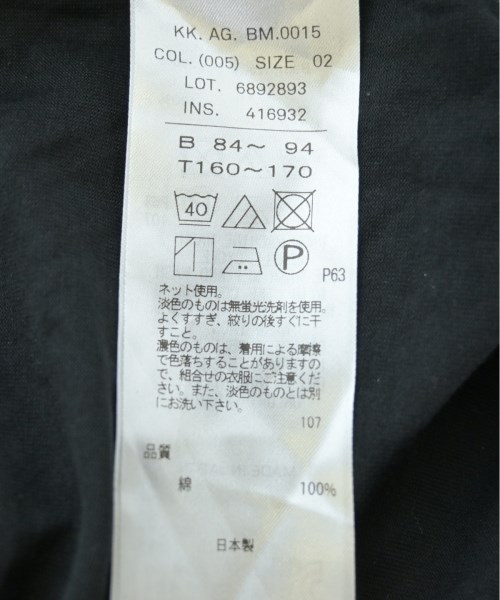 KK. AG. BM.0015
COL. (005) SIZE 02
LOT. 6892893
INS. 416932
B 84～ 94
T160～170
40
P
P63
ネット使用。
淡色のものは無蛍光洗剤を使用。
よくすすぎ、絞りの後すぐに干
すこと。
濃色のものは、着用による摩擦
で色落ちすることがありますの
で、組合せの衣服にご注意くだ
さい。また、淡色のものとは別
にお洗い下さい。
107
品質
綿 100%
日本製